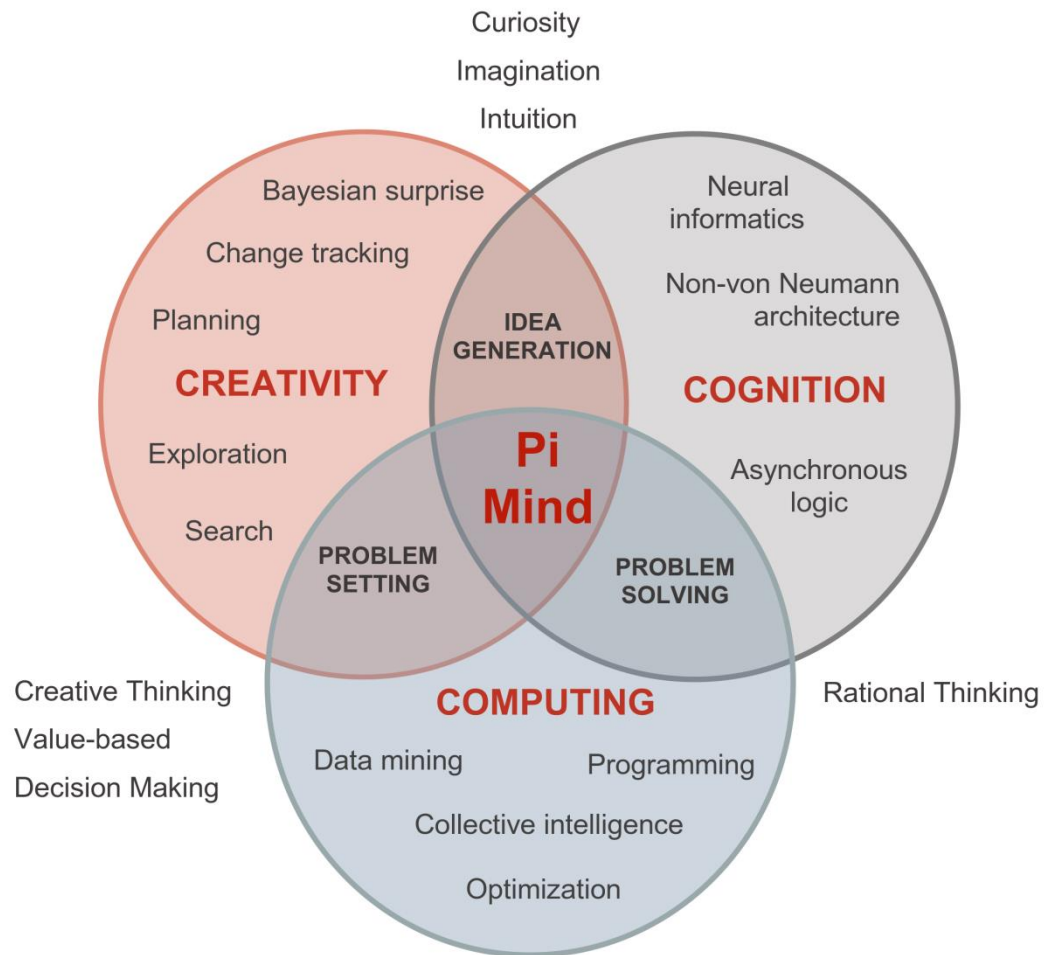 Curiosity
Imagination
Intuition
Bayesian surprise
Change tracking
Planning
CREATIVITY
Exploration
Search
IDEA
GENERATION
Neural
informatics
Non-von Neumann
architecture
COGNITION
Asynchronous
logic
Pi
Mind
PROBLEM
SETTING
PROBLEM
SOLVING
Creative Thinking
Value-based
Decision Making
COMPUTING
Data mining
Programming
Collective intelligence
Optimization
Rational Thinking